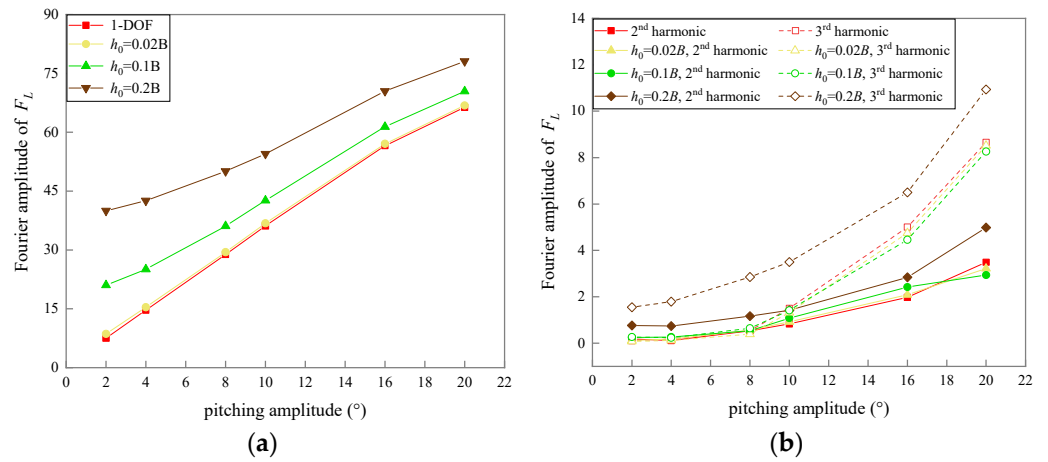 1-DOF
h₀=0.02B
h₀=0.1B
h₀=0.2B
90
75
60
45
30
15
0
Fourier amplitude of F_L
0 2 4 6 8 10 12 14 16 18 20 22
pitching amplitude (°)
(a)
2nd harmonic
3rd harmonic
h₀=0.02B, 2nd harmonic
h₀=0.02B, 3rd harmonic
h₀=0.1B, 2nd harmonic
h₀=0.1B, 3rd harmonic
h₀=0.2B, 2nd harmonic
h₀=0.2B, 3rd harmonic
14
12
10
8
6
4
2
0
Fourier amplitude of F_L
0 2 4 6 8 10 12 14 16 18 20 22
pitching amplitude (°)
(b)